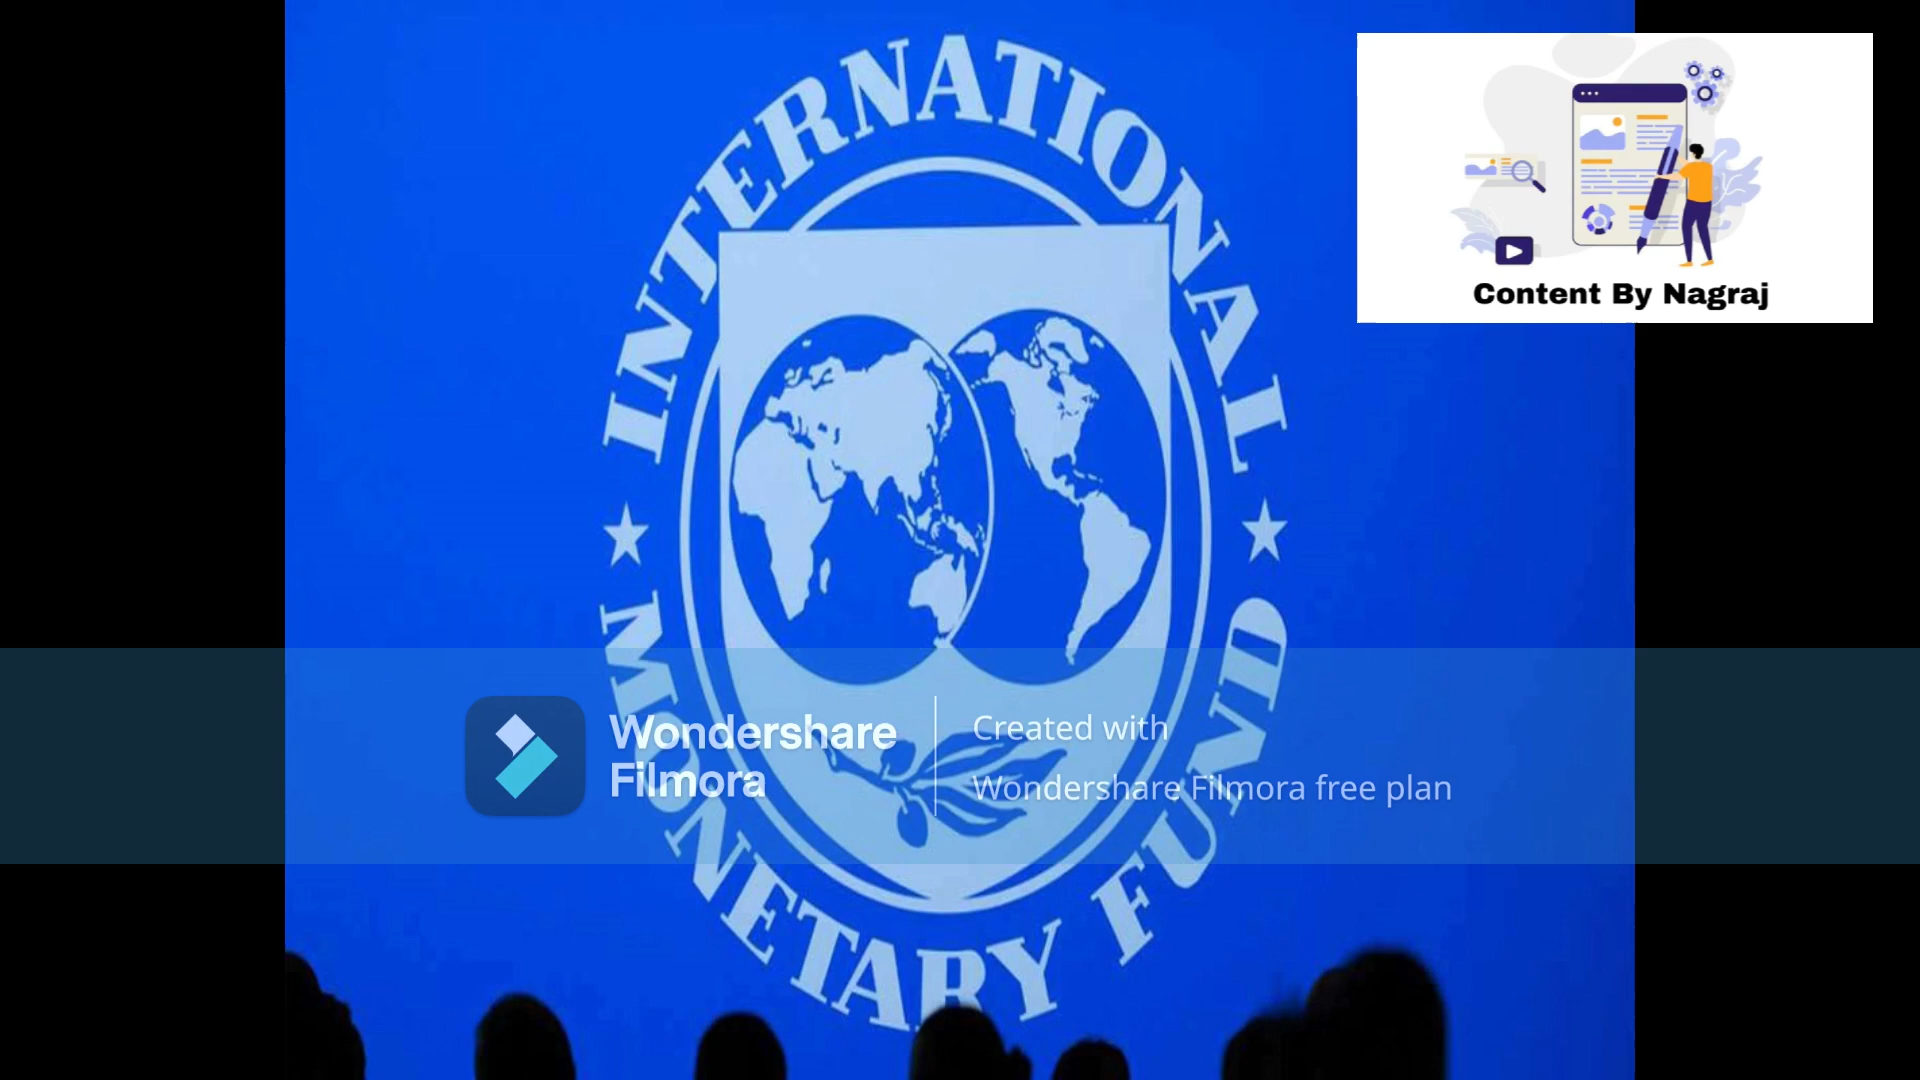 INTERNATIONAL
MONETARY FUND
Content By Nagraj
Wondershare
Filmora
Created with
Wondershare Filmora free plan